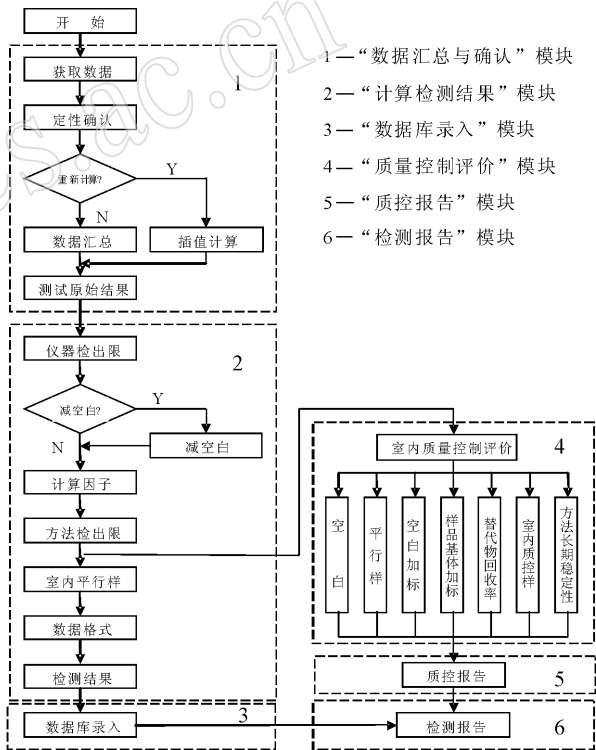 开 始
获取数据
1
定性确认
重新计算?
Y
N
数据汇总
插值计算
测试原始结果
仪器检出限
2
减空白?
Y
N
减空白
计算因子
方法检出限
室内平行样
数据格式
检测结果
数据库录入
3
1—“数据汇总与确认”模块
2—“计算检测结果”模块
3—“数据库录入”模块
4—“质量控制评价”模块
5—“质控报告”模块
6—“检测报告”模块
室内质量控制评价
4
空白
平行样
空白加标
样品基体加标
替代物回收率
室内质控样
方法长期稳定性
质控报告
5
检测报告
6
es.ac.cn